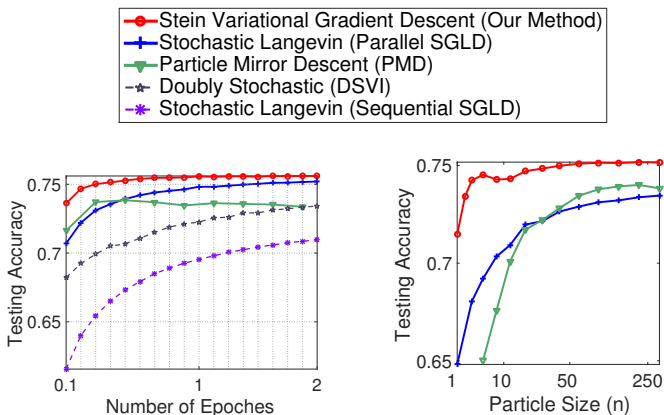 Stein Variational Gradient Descent (Our Method)
Stochastic Langevin (Parallel SGLD)
Particle Mirror Descent (PMD)
Doubly Stochastic (DSVI)
Stochastic Langevin (Sequential SGLD)
Testing Accuracy
0.75
0.7
0.65
0.1 1 2
Number of Epoches
Testing Accuracy
0.75
0.7
0.65
1 10 50 250
Particle Size (n)